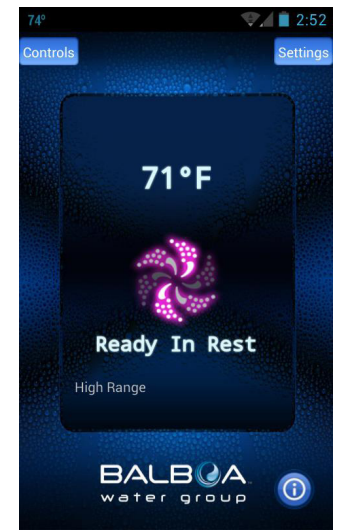 74° 2:52
Controls Settings
71°F
Ready In Rest
High Range
BALBOA
water group
i